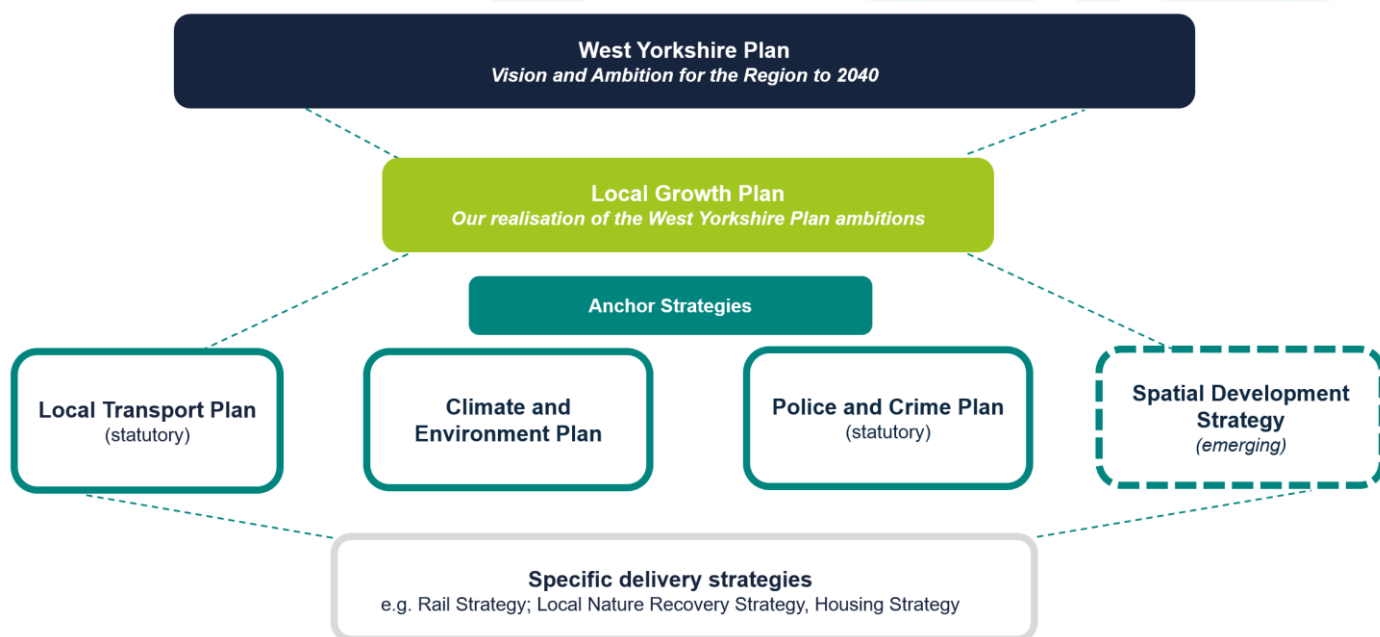 West Yorkshire Plan
Vision and Ambition for the Region to 2040
Local Growth Plan
Our realisation of the West Yorkshire Plan ambitions
Anchor Strategies
Local Transport Plan
(statutory)
Climate and
Environment Plan
Police and Crime Plan
(statutory)
Spatial Development
Strategy
(emerging)
Specific delivery strategies
e.g. Rail Strategy; Local Nature Recovery Strategy, Housing Strategy